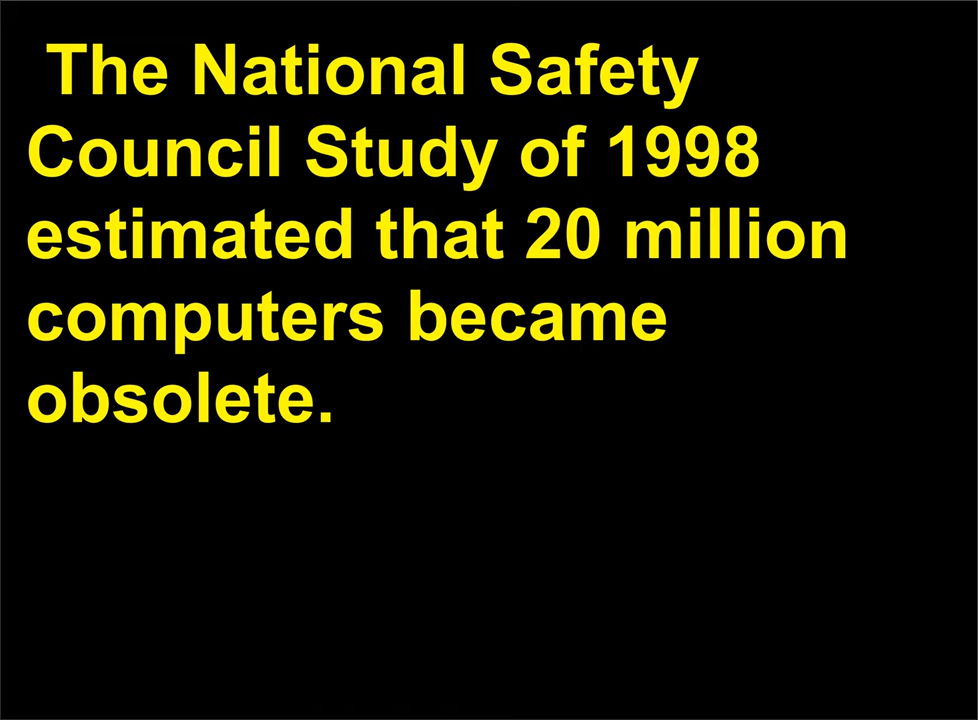 The National Safety
Council Study of 1998
estimated that 20 million
computers became
obsolete.